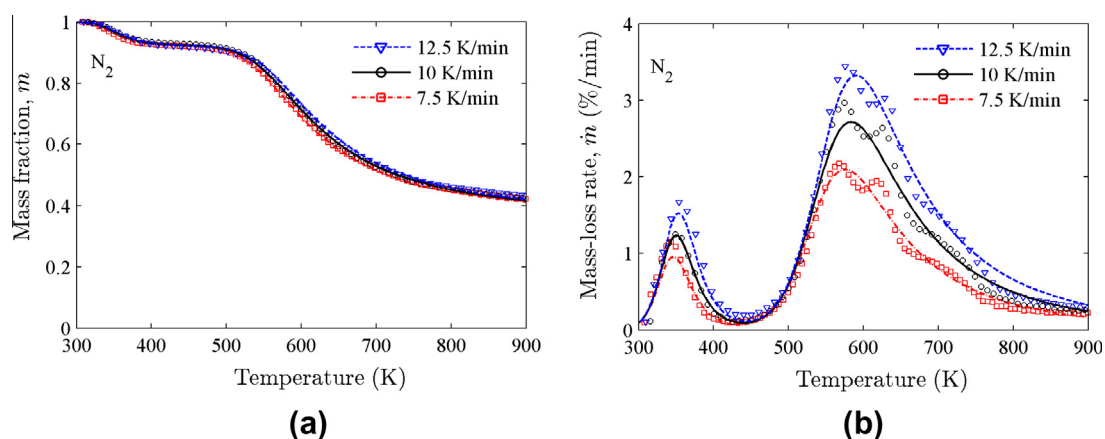 1
0.8
0.6
0.4
0.2
0
300 400 500 600 700 800 900
Mass fraction, m
Temperature (K)
N₂
12.5 K/min
10 K/min
7.5 K/min
(a)
4
3
2
1
0
300 400 500 600 700 800 900
Mass-loss rate, ṁ (%/min)
Temperature (K)
N₂
12.5 K/min
10 K/min
7.5 K/min
(b)